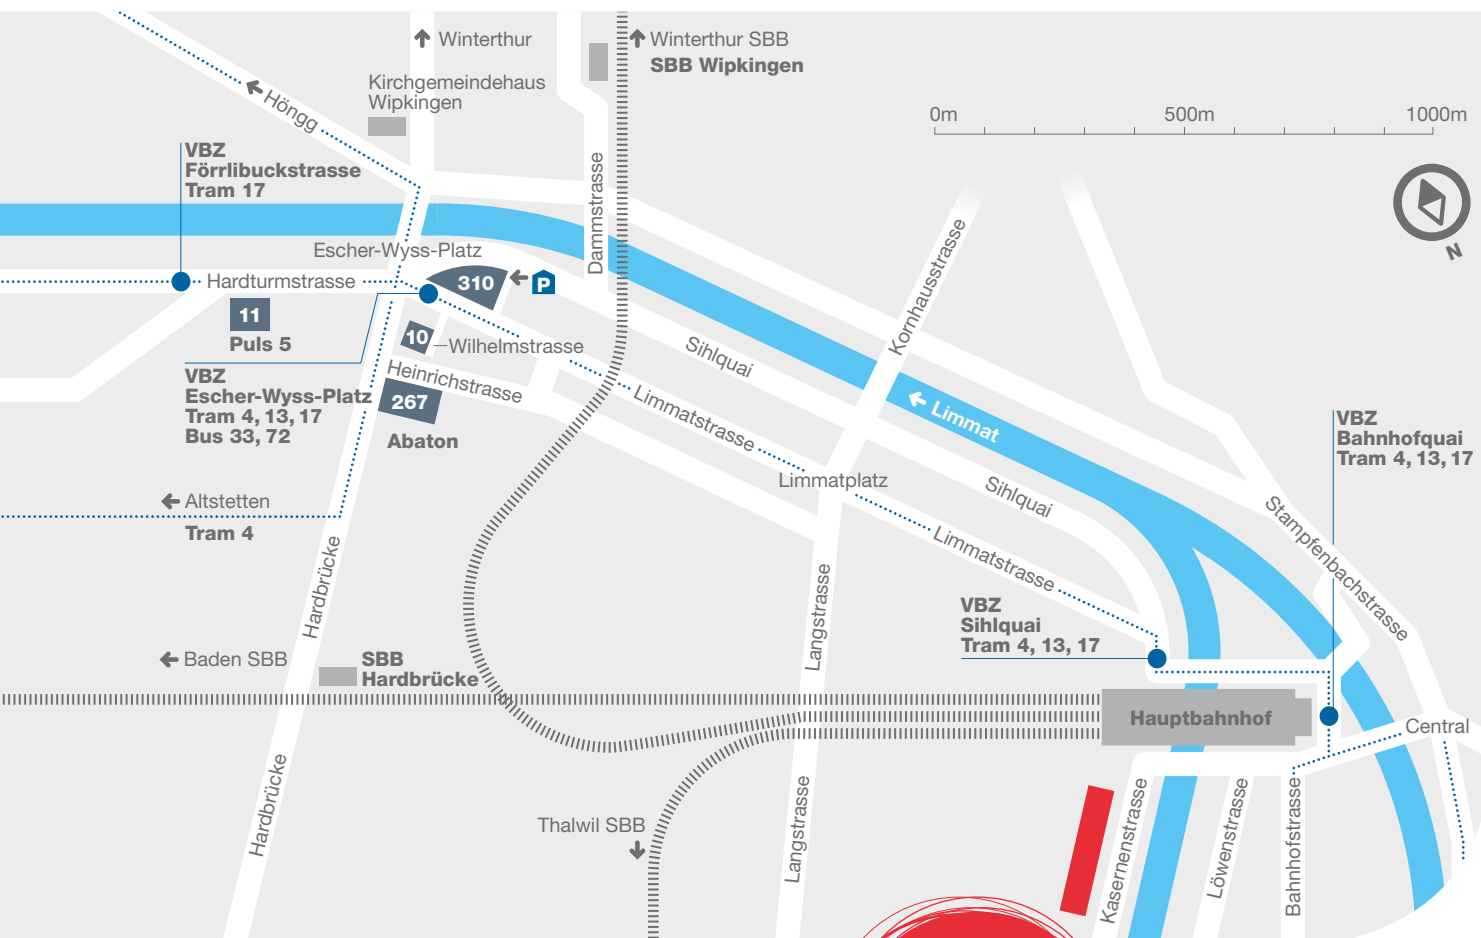 Winterthur
Winterthur SBB
SBB Wipkingen
Kirchgemeindehaus
Wipkingen
Höngg
0m
500m
1000m
VBZ
Förrlibuckstrasse
Tram 17
Dammstrasse
N
Escher-Wyss-Platz
Hardturmstrasse
310
P
11
Puls 5
10
Wilhelmstrasse
Kornhausstrasse
Sihlquai
Heinrichstrasse
VBZ
Escher-Wyss-Platz
Tram 4, 13, 17
Bus 33, 72
267
Abaton
Limmatstrasse
Limmat
VBZ
Bahnhofquai
Tram 4, 13, 17
Limmatplatz
Sihlquai
Altstetten
Tram 4
Stampfenbachstrasse
Limmatstrasse
Hardbrücke
Langstrasse
VBZ
Sihlquai
Tram 4, 13, 17
Baden SBB
SBB
Hardbrücke
Hauptbahnhof
Central
Hardbrücke
Thalwil SBB
Langstrasse
Kasernenstrasse
Löwenstrasse
Bahnhofstrasse